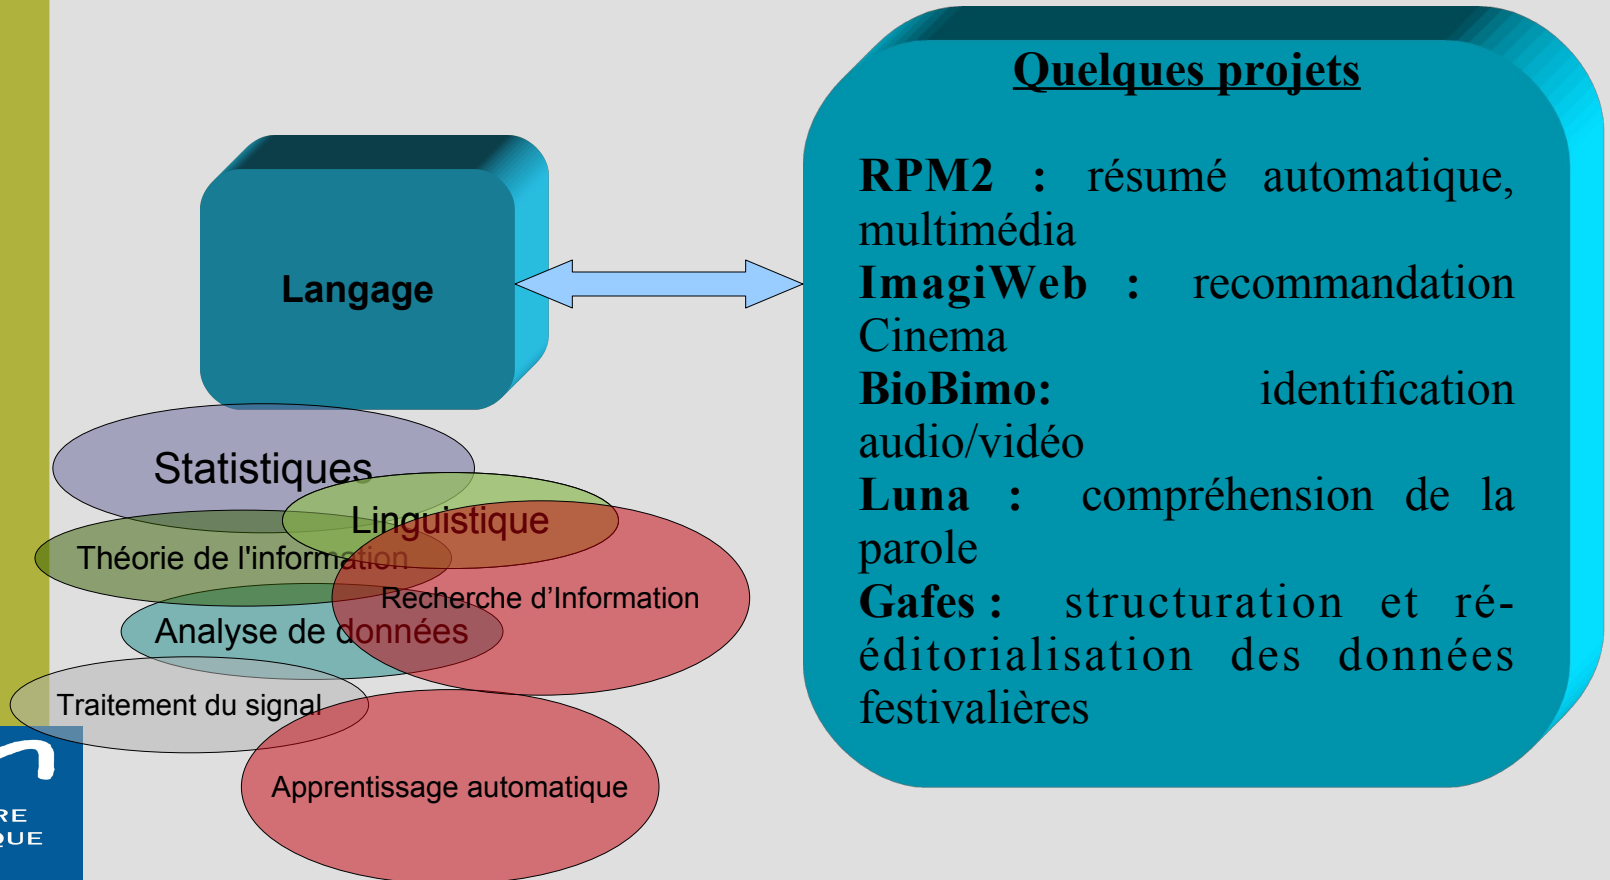 Quelques projets
RPM2 : résumé automatique,
multimédia
ImagiWeb : recommandation
Cinema
BioBimo: identification
audio/vidéo
Luna : compréhension de la
parole
Gafes : structuration et ré-
éditorialisation des données
festivalières
Langage
Statistiques
Linguistique
Théorie de l'information
Recherche d’Information
Analyse de données
Traitement du signal
Apprentissage automatique
RE
QUE